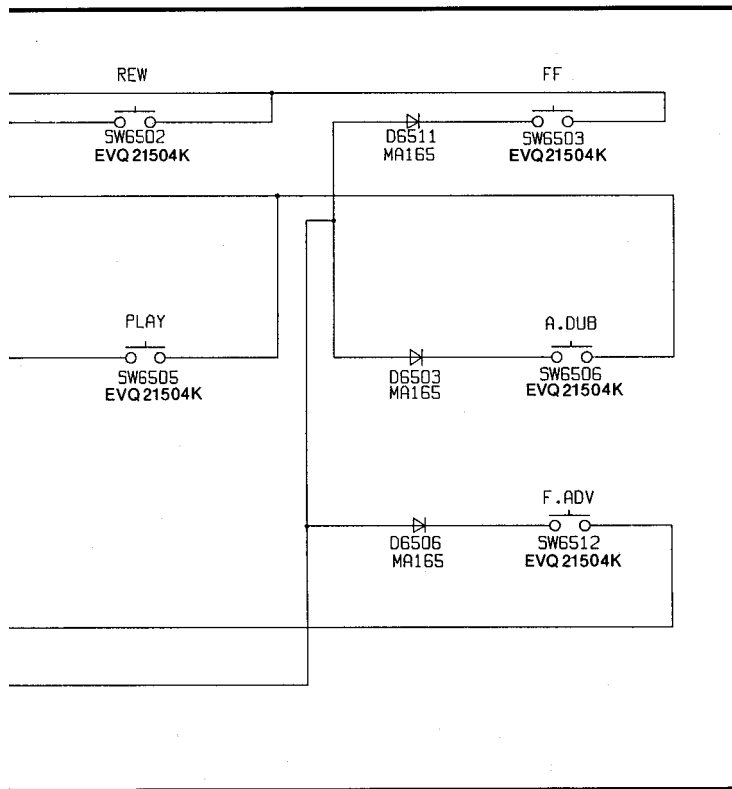 REW
FF
SW6502
EVQ21504K
D6511
MA165
SW6503
EVQ21504K
PLAY
A.DUB
SW6505
EVQ21504K
D6503
MA165
SW6506
EVQ21504K
F.ADV
D6506
MA165
SW6512
EVQ21504K